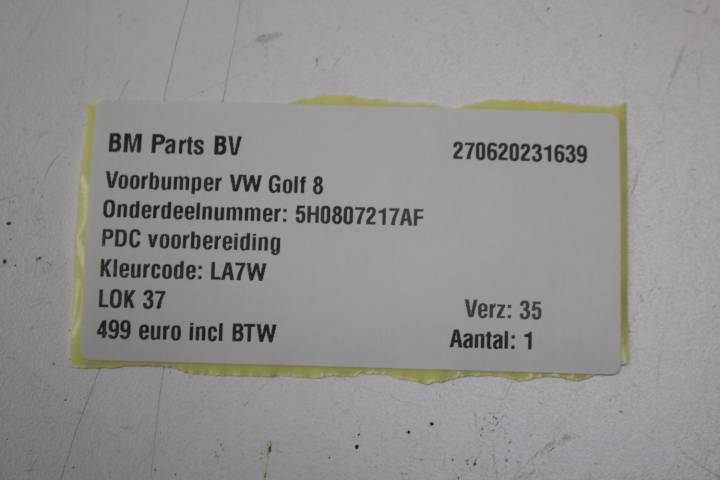 BM Parts BV 270620231639
Voorbumper VW Golf 8
Onderdeelnummer: 5H0807217AF
PDC voorbereiding
Kleurcode: LA7W
LOK 37 Verz: 35
499 euro incl BTW Aantal: 1